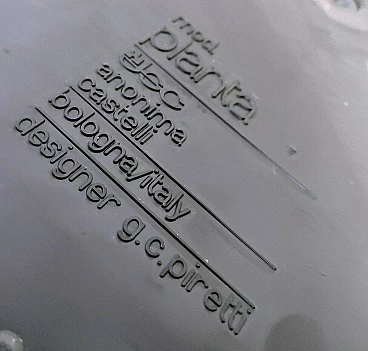 mod.
planta
anonima
castelli
bologna/italy
designer g.c.piretti